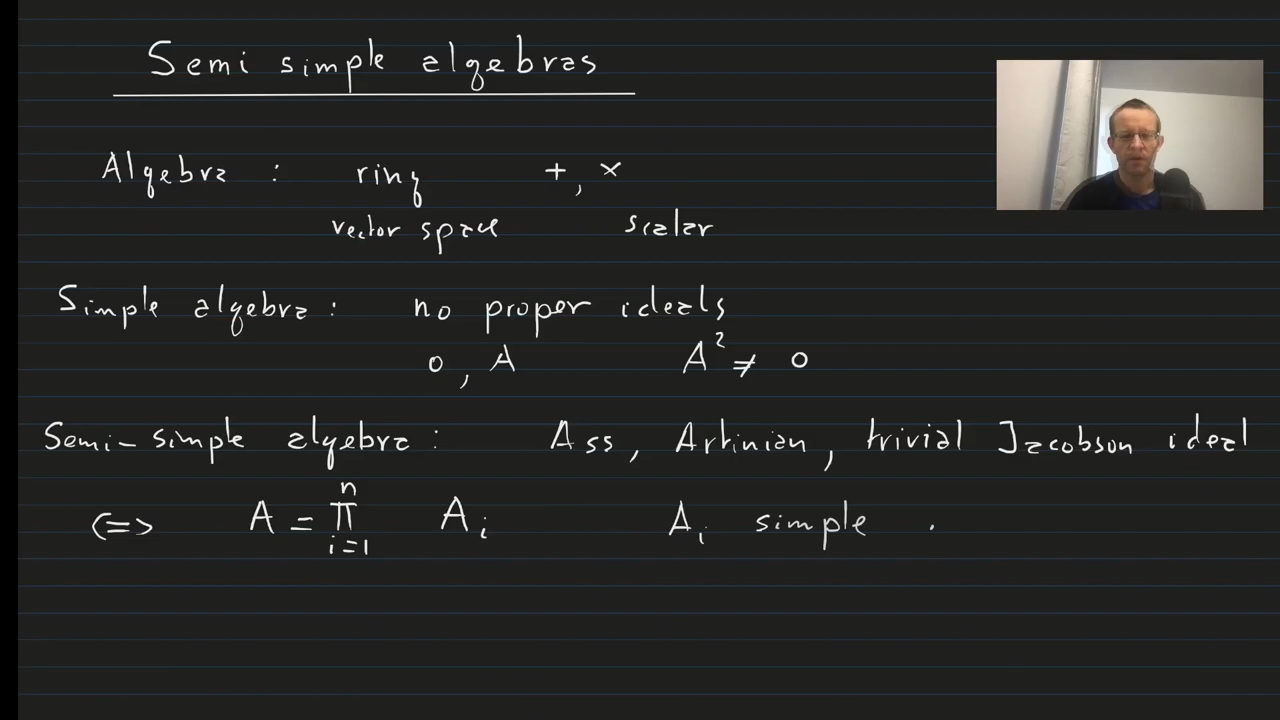 Semi simple algebras
Algebra : ring +, ×
vector space scalar
Simple algebra : no proper ideals
0, A A² ≠ 0
Semi-simple algebra : Ass, Artinian, trivial Jacobson ideal
<=> A = ∏ⁿᵢ₌₁ Aᵢ Aᵢ simple .